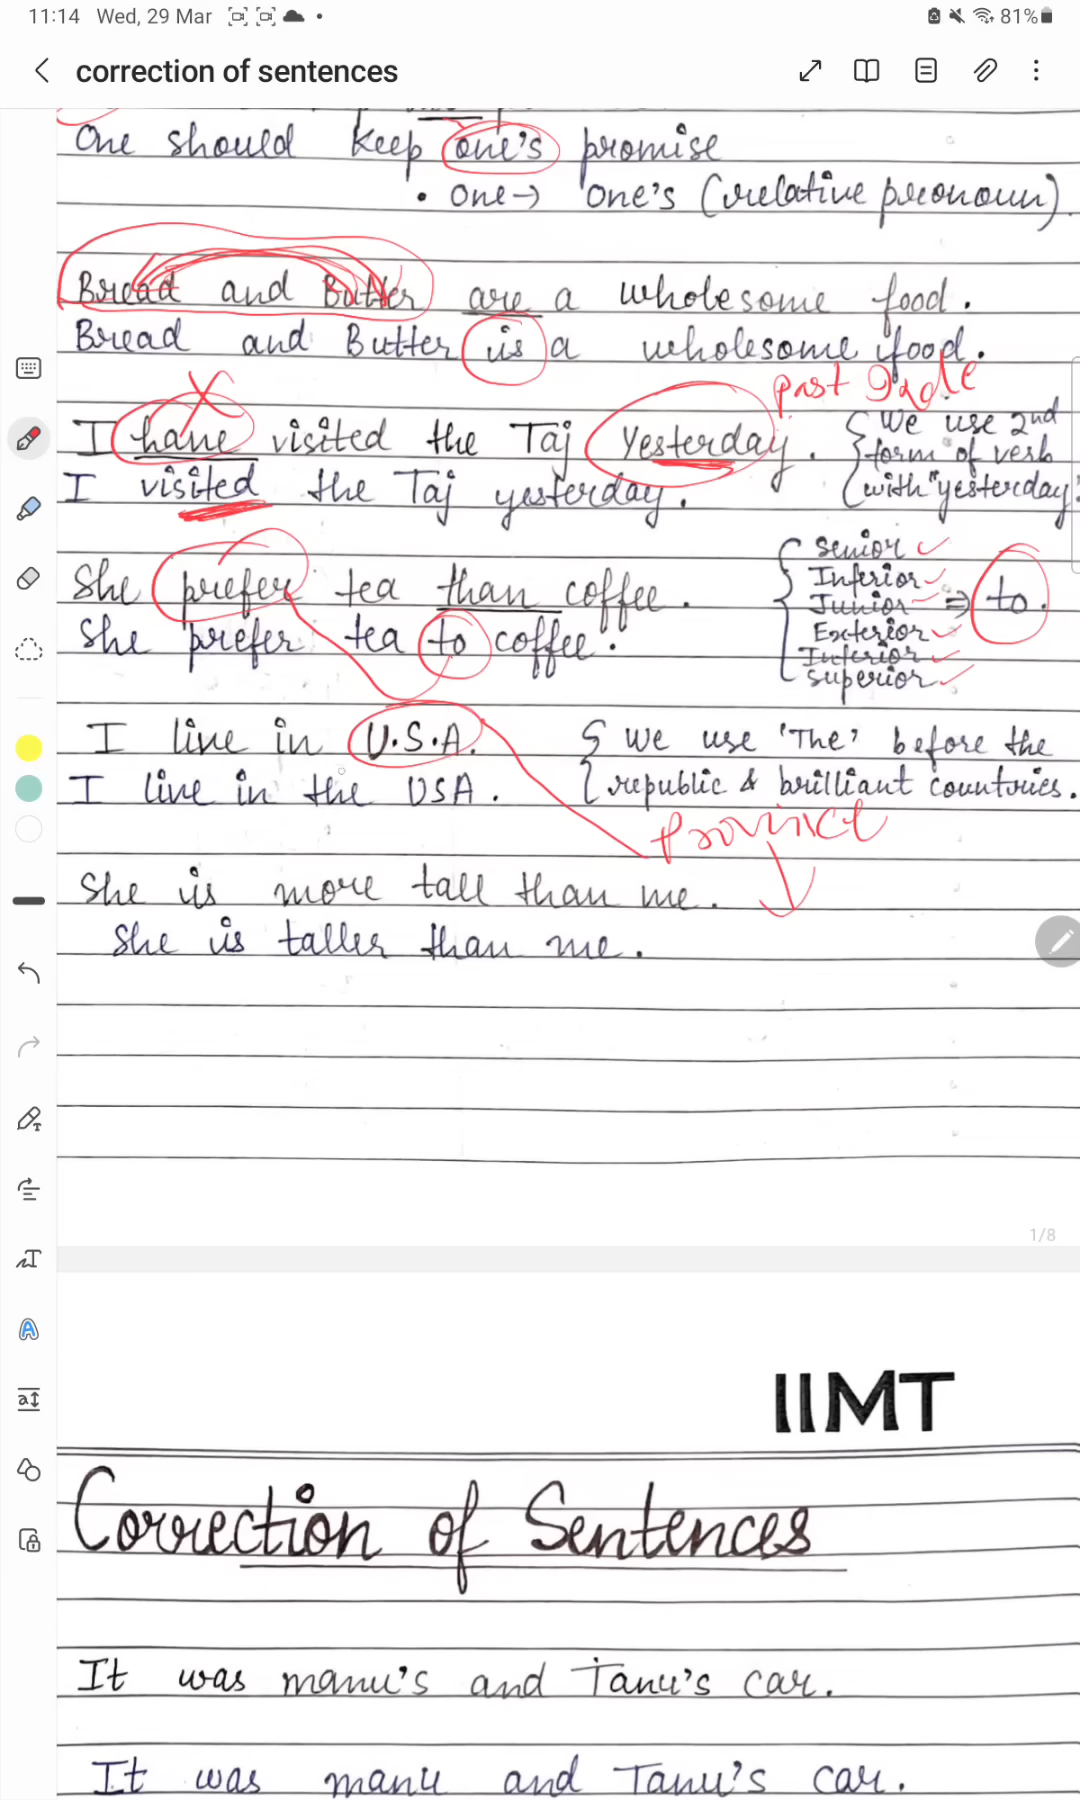 11:14 Wed, 29 Mar
81%
correction of sentences
One should keep one's promise
• One → one's (relative pronoun)
Bread and Butter are a wholesome food.
Bread and Butter is a wholesome food.
past
I have visited the Taj yesterday.
I visited the Taj yesterday.
We use 2nd
form of verb
with "yesterday"
She prefer tea than coffee.
She prefer tea to coffee.
Senior
Inferior
Junior ⇒ to.
Exterior
Interior
Superior
I live in U.S.A.
I live in the USA.
We use 'The' before the
republic & brilliant countries.
Province
She is more tall than me.
She is taller than me.
1/8
IIMT
Correction of Sentences
It was manu's and Tanu's car.
It was manu and Tanu's car.